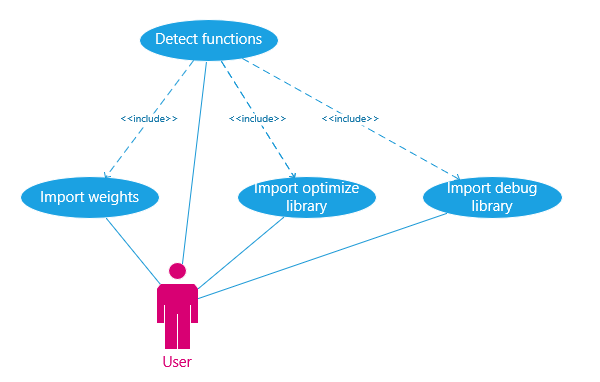 Detect functions
<<include>>
<<include>>
<<include>>
Import weights
Import optimize
library
Import debug
library
User